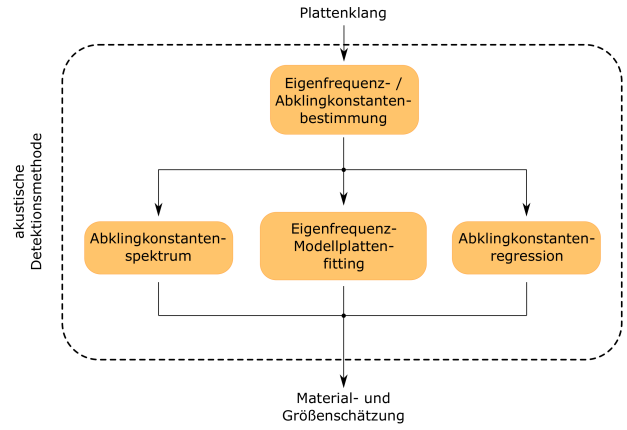 Plattenklang
Eigenfrequenz- /
Abklingkonstanten-
bestimmung
akustische
Detektionsmethode
Abklingkonstanten-
spektrum
Eigenfrequenz-
Modellplatten-
fitting
Abklingkonstanten-
regression
Material- und
Größenschätzung